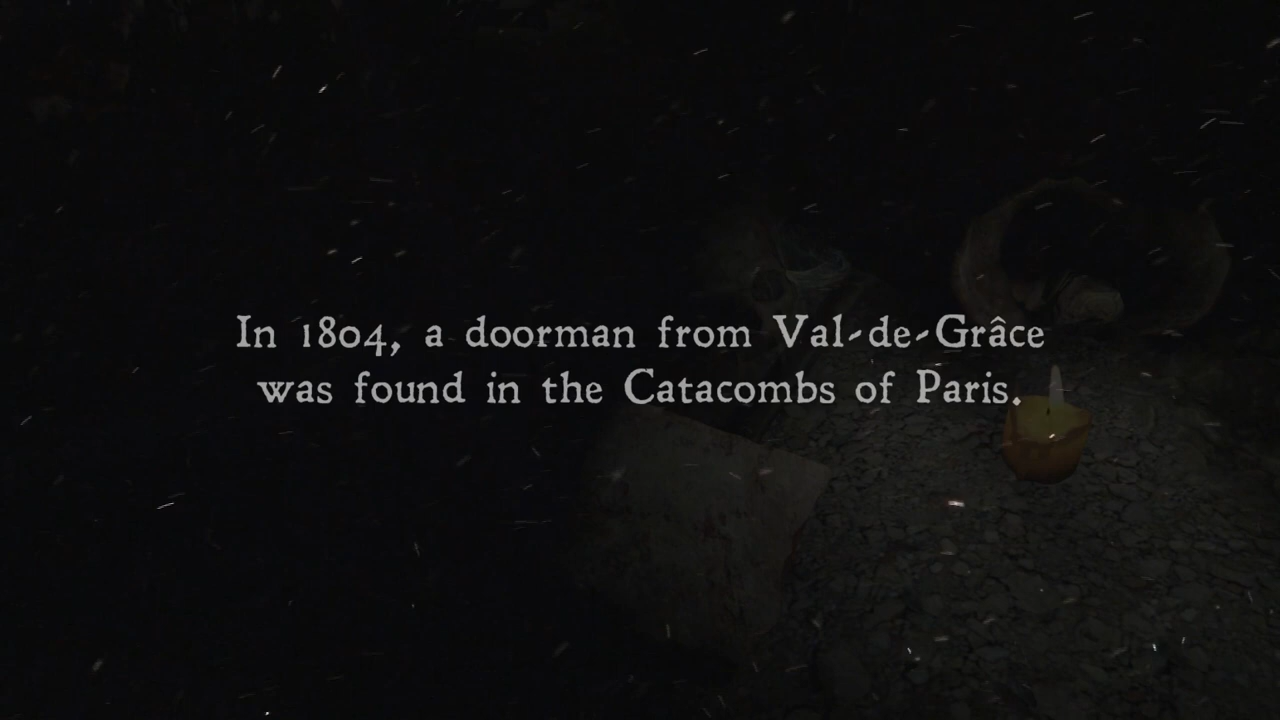 In 1804, a doorman from Val-de-Grâce
was found in the Catacombs of Paris.